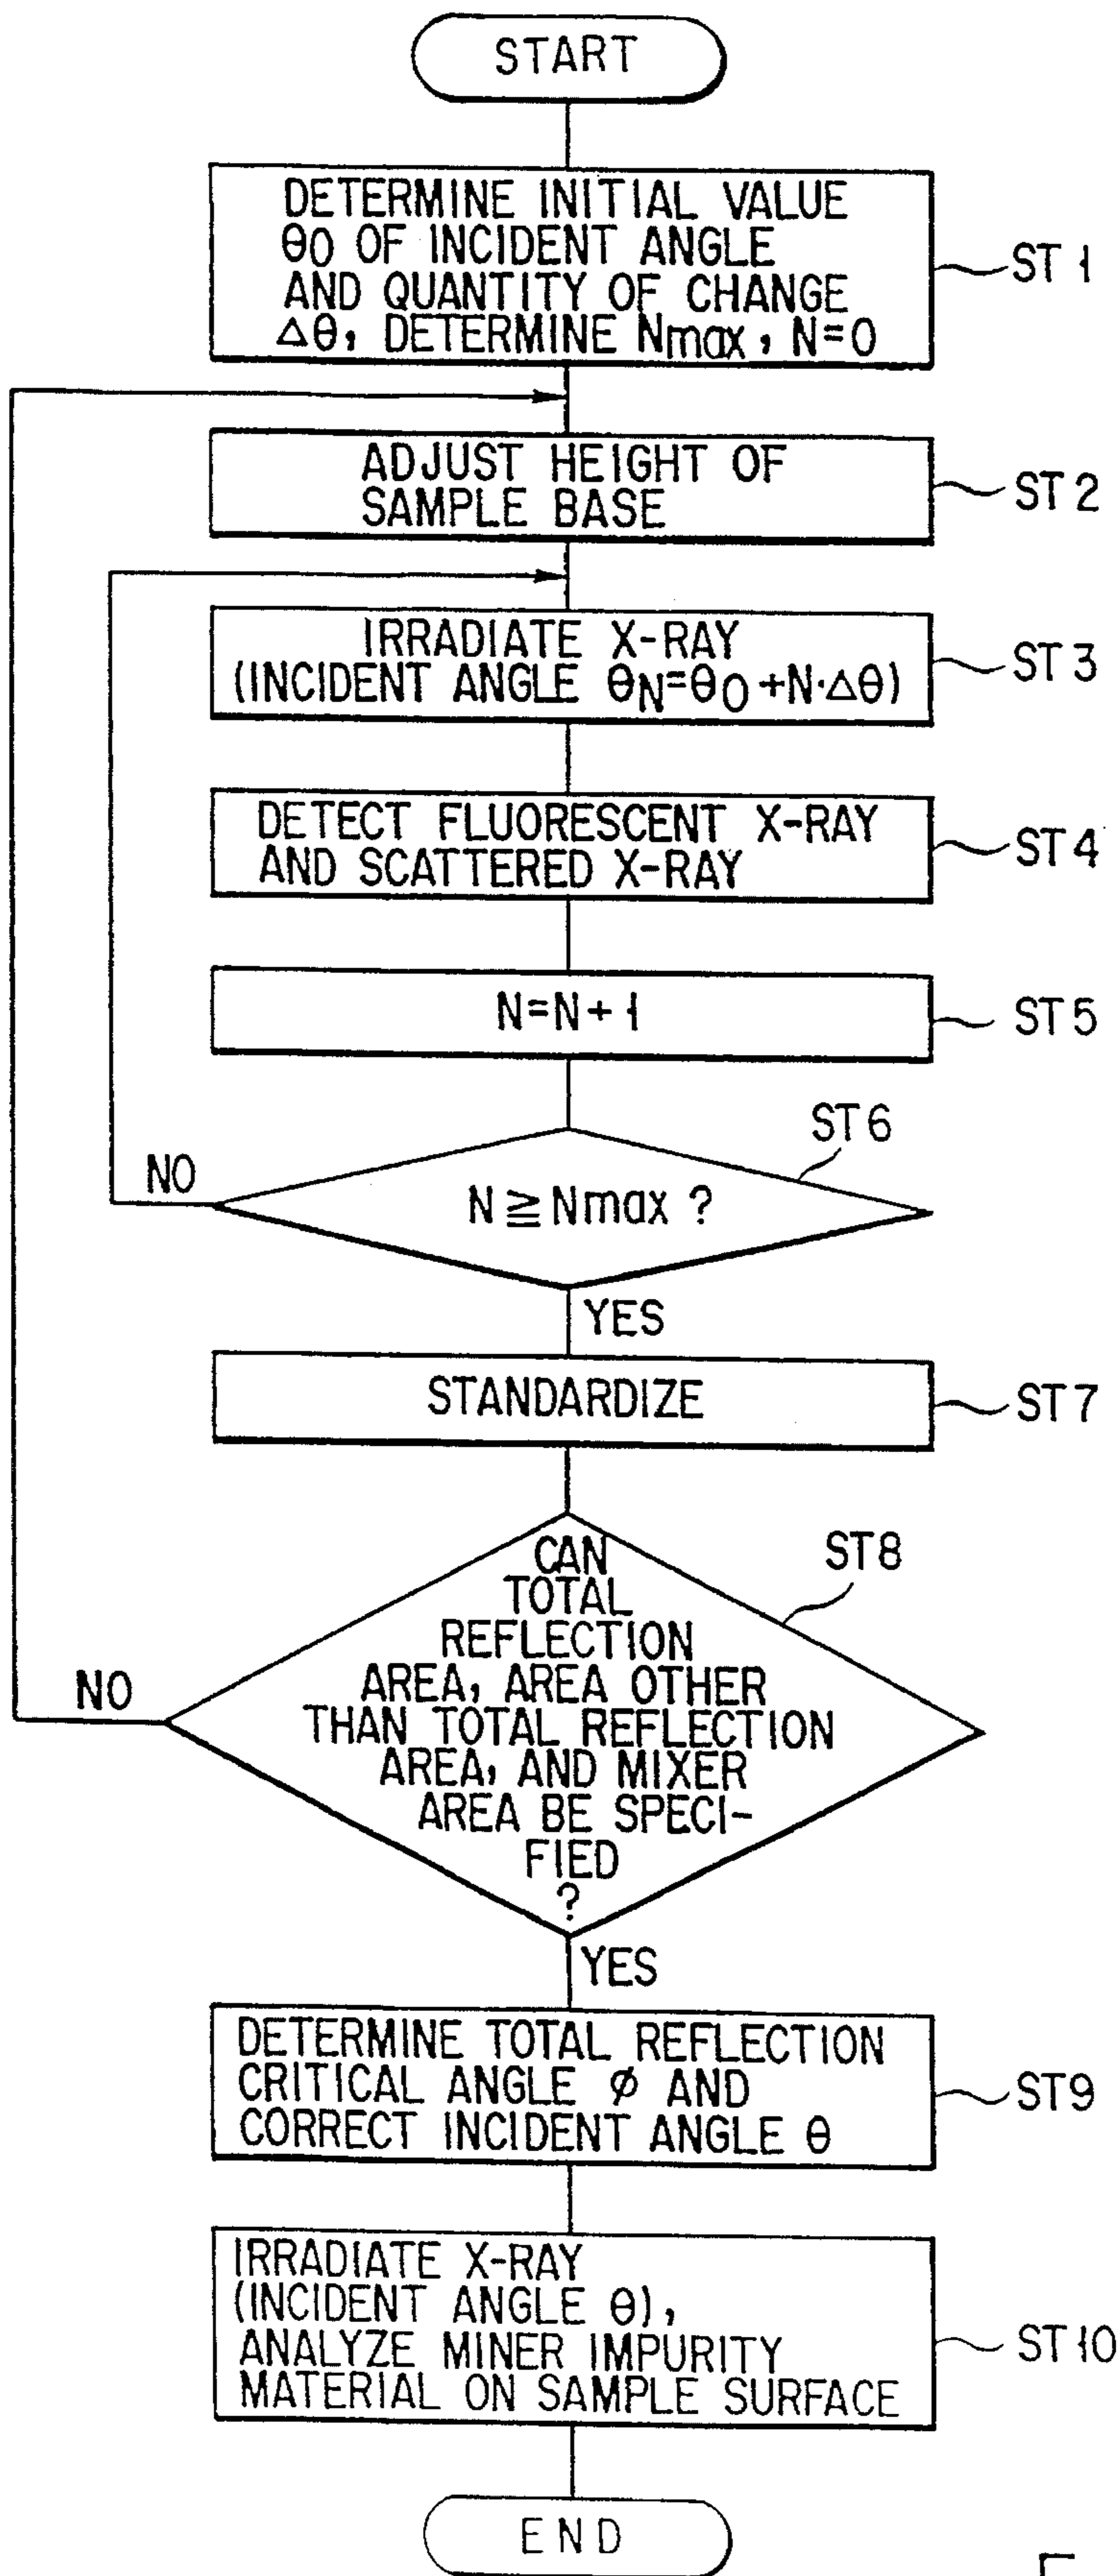 START
DETERMINE INITIAL VALUE
θ0 OF INCIDENT ANGLE
AND QUANTITY OF CHANGE
△θ, DETERMINE Nmax, N=0
ST1
ADJUST HEIGHT OF
SAMPLE BASE
ST2
IRRADIATE X-RAY
(INCIDENT ANGLE θN=θ0+N·△θ)
ST3
DETECT FLUORESCENT X-RAY
AND SCATTERED X-RAY
ST4
N=N+1
ST5
ST6
NO
N≧Nmax ?
YES
STANDARDIZE
ST7
ST8
CAN
TOTAL
REFLECTION
AREA, AREA OTHER
THAN TOTAL REFLECTION
AREA, AND MIXER
AREA BE SPECI-
FIED
?
NO
YES
DETERMINE TOTAL REFLECTION
CRITICAL ANGLE ø AND
CORRECT INCIDENT ANGLE θ
ST9
IRRADIATE X-RAY
(INCIDENT ANGLE θ),
ANALYZE MINER IMPURITY
MATERIAL ON SAMPLE SURFACE
ST10
END